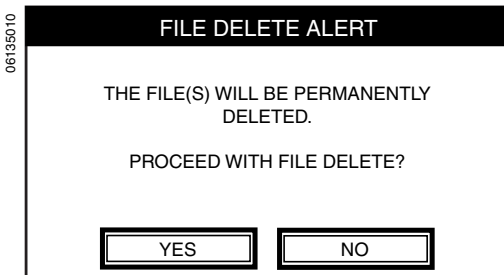 06135010
FILE DELETE ALERT
THE FILE(S) WILL BE PERMANENTLY
DELETED.
PROCEED WITH FILE DELETE?
YES
NO